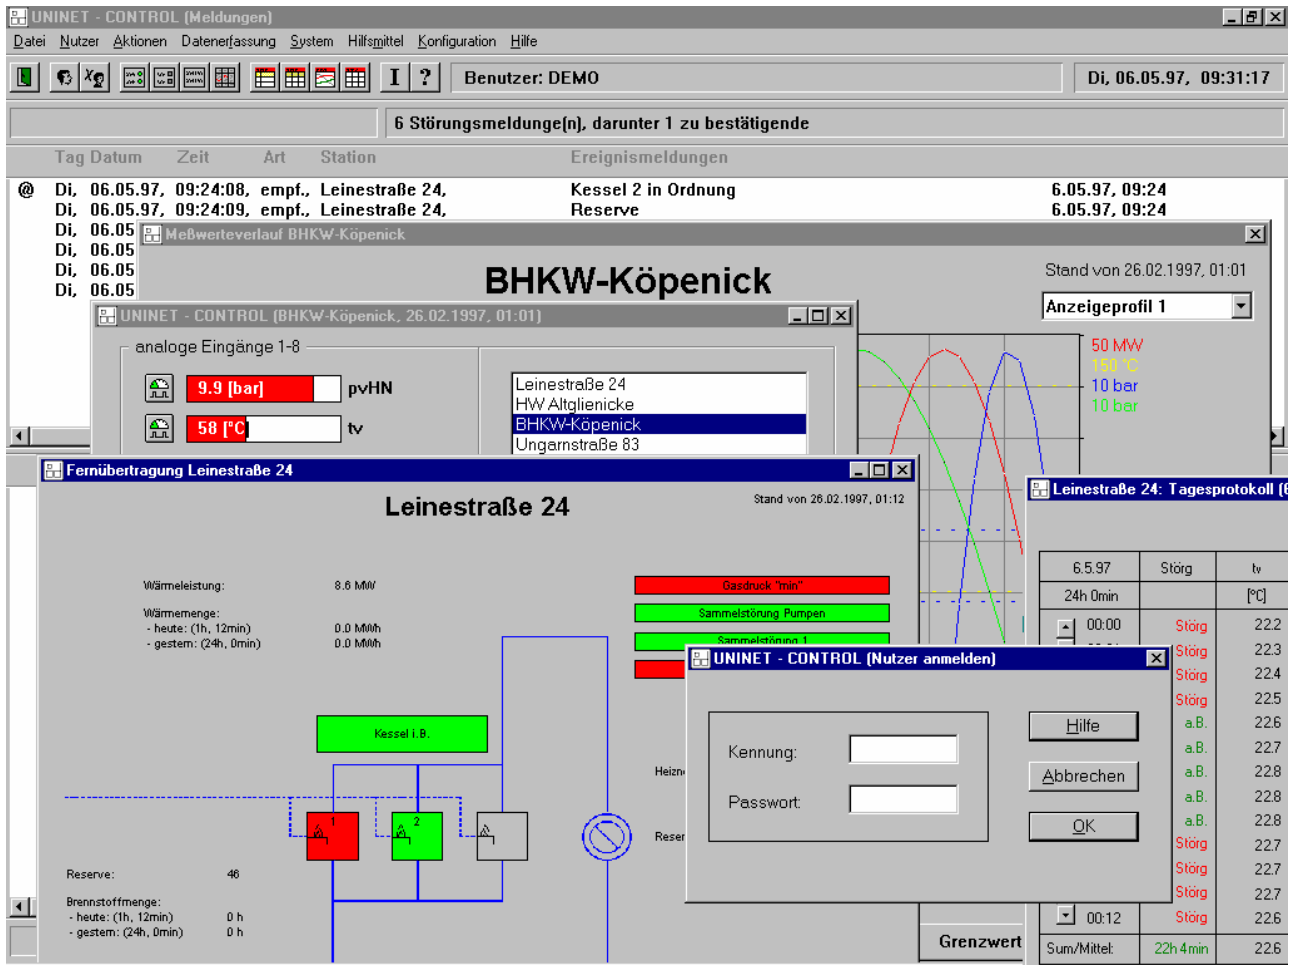 UNINET - CONTROL (Meldungen)
Datei Nutzer Aktionen Datenerfassung System Hilfsmittel Konfiguration Hilfe
Benutzer: DEMO
Di, 06.05.97, 09:31:17
6 Störungsmeldunge(n), darunter 1 zu bestätigende
Tag Datum Zeit Art Station Ereignismeldungen
@ Di, 06.05.97, 09:24:08, empf., Leinestraße 24, Kessel 2 in Ordnung 6.05.97, 09:24
Di, 06.05.97, 09:24:09, empf., Leinestraße 24, Reserve 6.05.97, 09:24
Di, 06.05
Di, 06.05
Di, 06.05
Di, 06.05
Meßwerteverlauf BHKW-Köpenick
BHKW-Köpenick
Stand von 26.02.1997, 01:01
Anzeigeprofil 1
50 MW
150 °C
10 bar
10 bar
UNINET - CONTROL (BHKW-Köpenick, 26.02.1997, 01:01)
analoge Eingänge 1-8
9.9 [bar] pvHN
58 [°C tv
Leinestraße 24
HW Altglienicke
BHKW-Köpenick
Ungarnstraße 83
Fernübertragung Leinestraße 24
Leinestraße 24
Stand von 26.02.1997, 01:12
Wärmeleistung: 8.6 MW
Wärmemenge:
- heute: (1h, 12min) 0.0 MWh
- gestern: (24h, 0min) 0.0 MWh
Gasdruck "min"
Sammelstörung Pumpen
Sammelstörung 1
Kessel i.B.
1
2
Heizn
Reser
Reserve: 46
Brennstoffmenge:
- heute: (1h, 12min) 0 h
- gestern: (24h, 0min) 0 h
UNINET - CONTROL (Nutzer anmelden)
Kennung:
Passwort:
Hilfe
Abbrechen
OK
Grenzwert
Leinestraße 24: Tagesprotokoll (6
6.5.97 Störg tv
24h 0min [°C]
00:00 Störg 22.2
Störg 22.3
Störg 22.4
Störg 22.5
a.B. 22.6
a.B. 22.7
a.B. 22.8
a.B. 22.8
a.B. 22.8
Störg 22.7
Störg 22.7
Störg 22.7
00:12 Störg 22.6
Sum/Mittel: 22h 4min 22.6